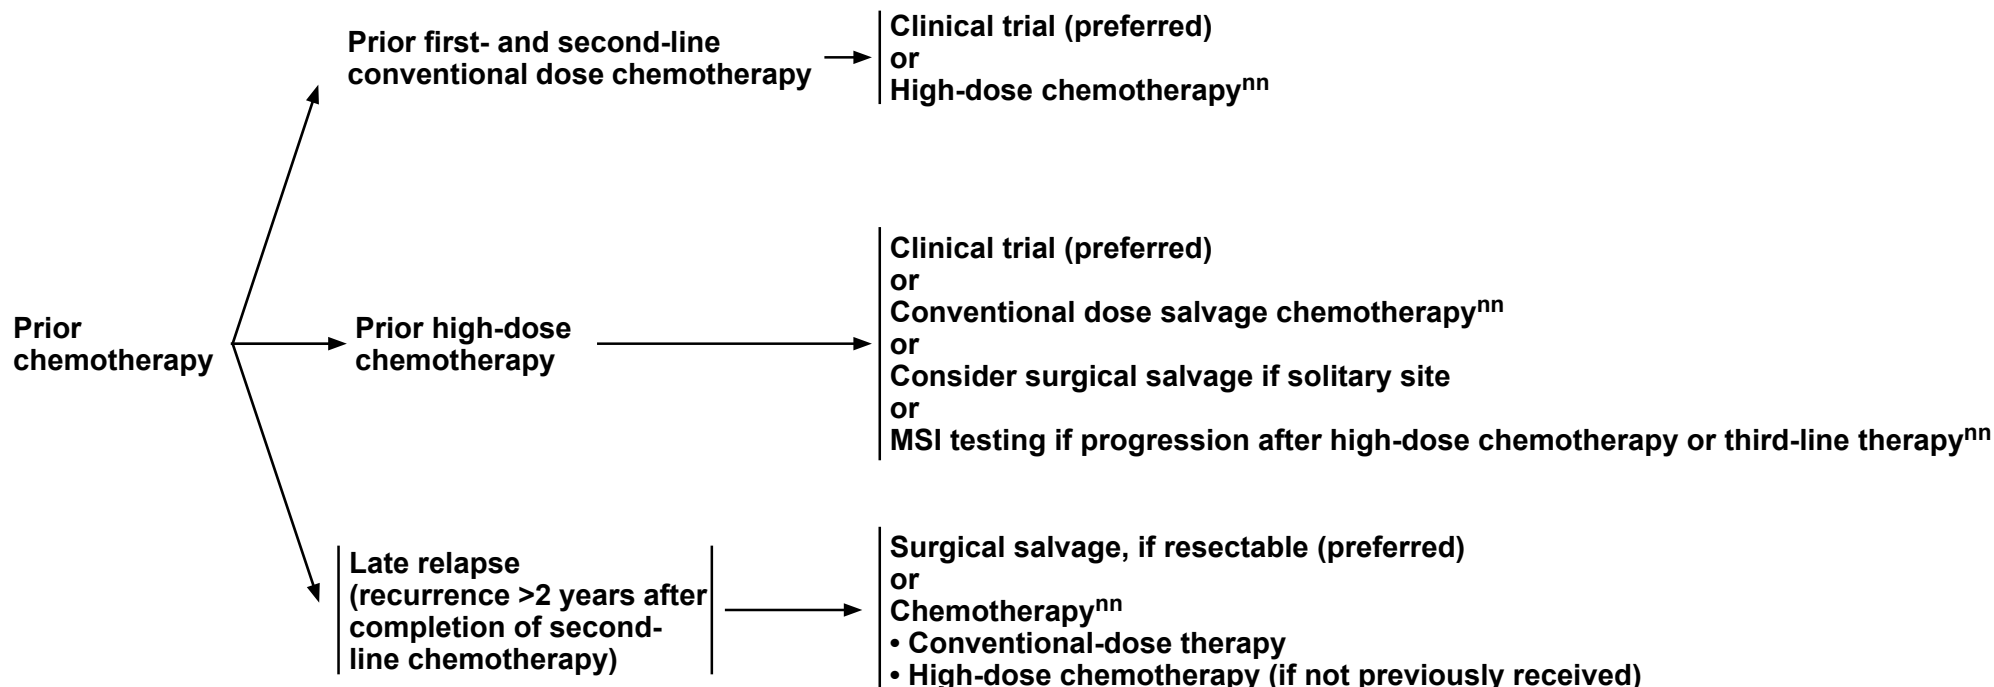 Prior
chemotherapy
Prior first- and second-line
conventional dose chemotherapy
Clinical trial (preferred)
or
High-dose chemotherapyⁿⁿ
Prior high-dose
chemotherapy
Clinical trial (preferred)
or
Conventional dose salvage chemotherapyⁿⁿ
or
Consider surgical salvage if solitary site
or
MSI testing if progression after high-dose chemotherapy or third-line therapyⁿⁿ
Late relapse
(recurrence >2 years after
completion of second-
line chemotherapy)
Surgical salvage, if resectable (preferred)
or
Chemotherapyⁿⁿ
• Conventional-dose therapy
• High-dose chemotherapy (if not previously received)